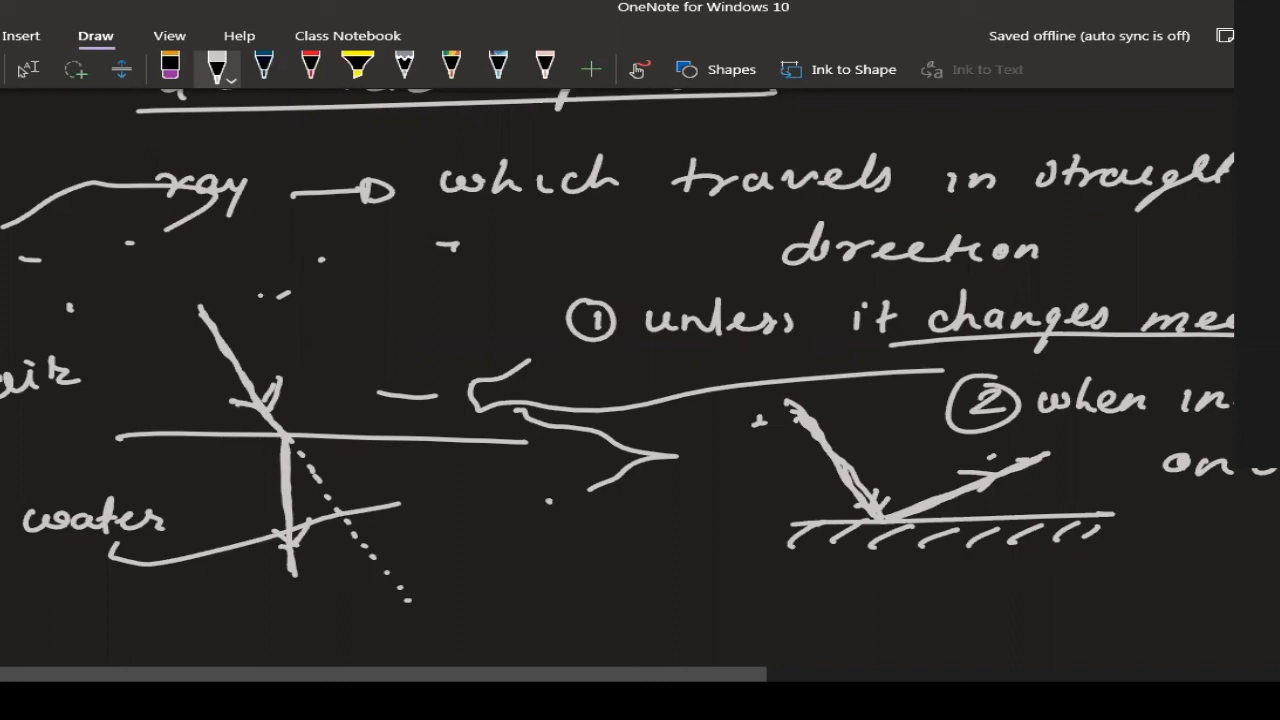 OneNote for Windows 10
Insert Draw View Help Class Notebook Saved offline (auto sync is off)
Shapes Ink to Shape Ink to Text
ray → which travels in straight
direction
① unless it changes
air
② when
on
water